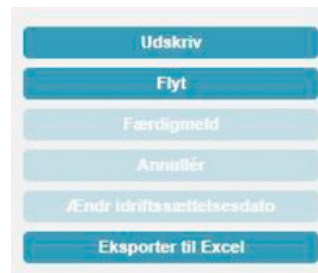 Udskriv
Flyt
Færdigmeld
Annullér
Ændr idriftssættelsesdato
Eksporter til Excel